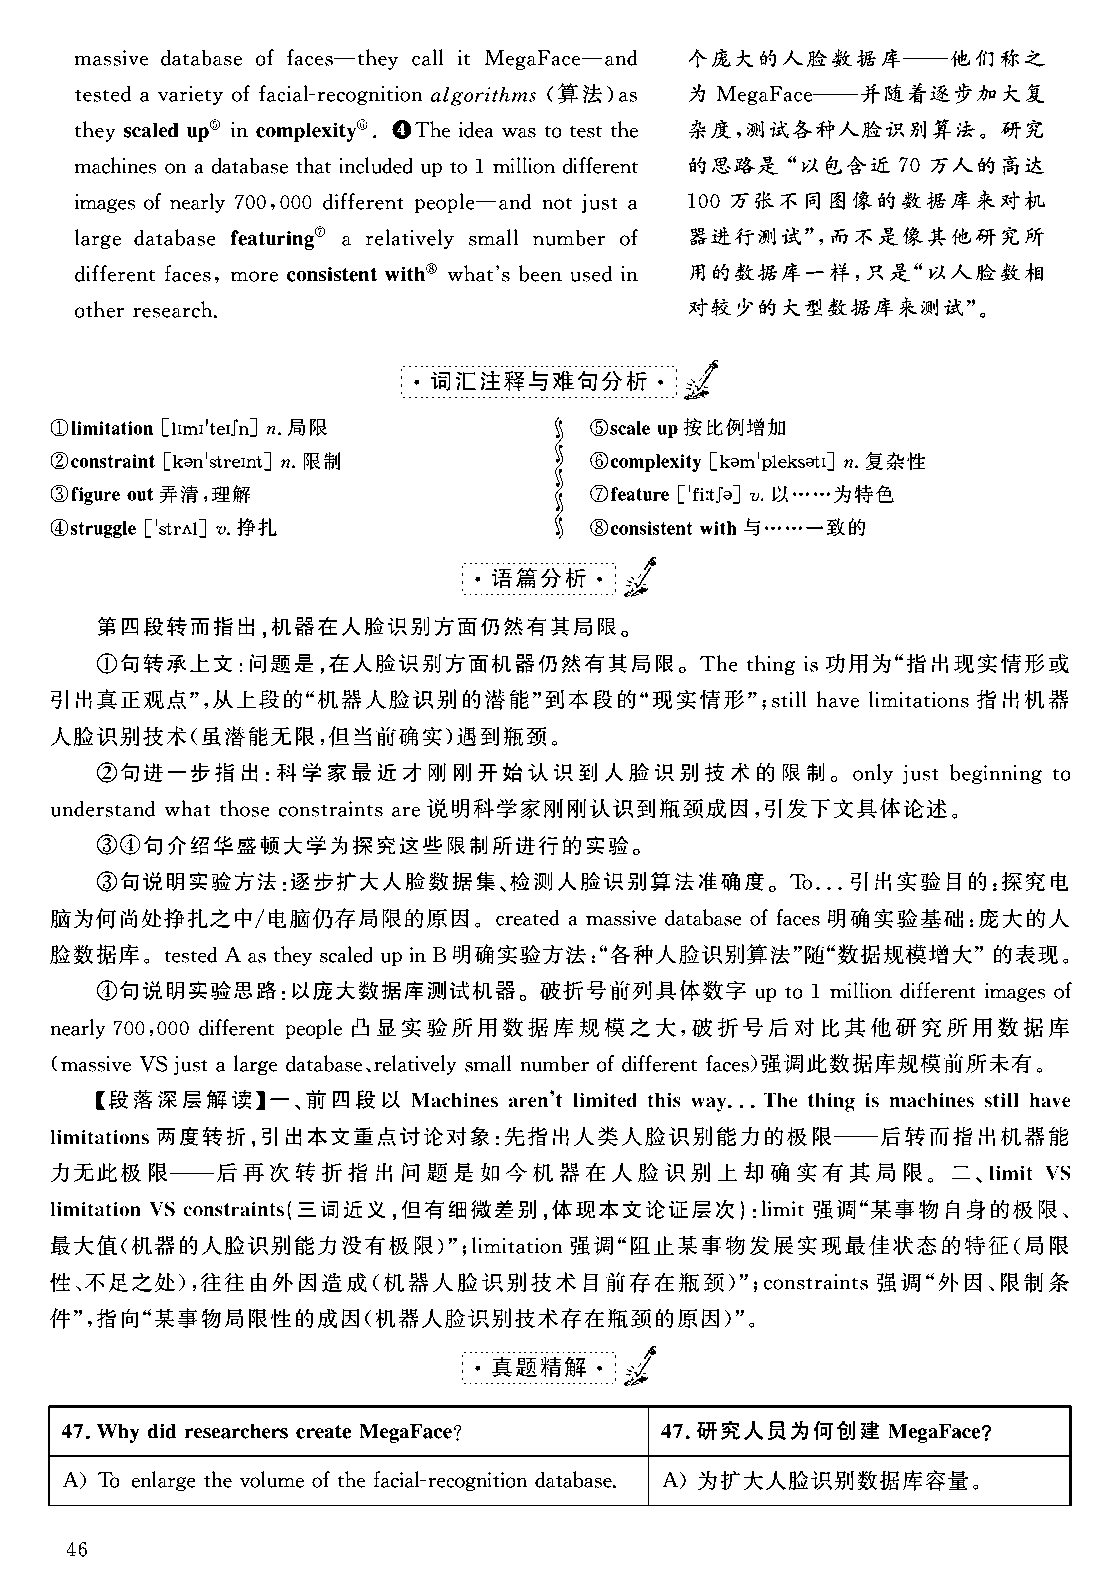 massive database of faces—they call it MegaFace—and
tested a variety of facial-recognition algorithms (算法)as
they scaled up⑤ in complexity⑥. ❹The idea was to test the
machines on a database that included up to 1 million different
images of nearly 700,000 different people—and not just a
large database featuring⑦ a relatively small number of
different faces, more consistent with⑧ what's been used in
other research.
个庞大的人脸数据库——他们称之
为 MegaFace——并随着逐步加大复
杂度,测试各种人脸识别算法。研究
的思路是“以包含近 70 万人的高达
100 万张不同图像的数据库来对机
器进行测试”,而不是像其他研究所
用的数据库一样,只是“以人脸数相
对较少的大型数据库来测试”。
·词汇注释与难句分析·
①limitation [lɪmɪ'teɪʃn] n. 局限
②constraint [kən'streɪnt] n. 限制
③figure out 弄清,理解
④struggle ['strʌl] v. 挣扎
⑤scale up 按比例增加
⑥complexity [kəm'pleksətɪ] n. 复杂性
⑦feature ['fiːtʃə] v. 以……为特色
⑧consistent with 与……一致的
·语篇分析·
第四段转而指出,机器在人脸识别方面仍然有其局限。
①句转承上文:问题是,在人脸识别方面机器仍然有其局限。The thing is 功用为“指出现实情形或
引出真正观点”,从上段的“机器人脸识别的潜能”到本段的“现实情形”;still have limitations 指出机器
人脸识别技术(虽潜能无限,但当前确实)遇到瓶颈。
②句进一步指出:科学家最近才刚刚开始认识到人脸识别技术的限制。only just beginning to
understand what those constraints are 说明科学家刚刚认识到瓶颈成因,引发下文具体论述。
③④句介绍华盛顿大学为探究这些限制所进行的实验。
③句说明实验方法:逐步扩大人脸数据集、检测人脸识别算法准确度。To...引出实验目的:探究电
脑为何尚处挣扎之中/电脑仍存局限的原因。created a massive database of faces 明确实验基础:庞大的人
脸数据库。tested A as they scaled up in B 明确实验方法:“各种人脸识别算法”随“数据规模增大” 的表现。
④句说明实验思路:以庞大数据库测试机器。破折号前列具体数字 up to 1 million different images of
nearly 700,000 different people 凸显实验所用数据库规模之大,破折号后对比其他研究所用数据库
(massive VS just a large database、relatively small number of different faces)强调此数据库规模前所未有。
【段落深层解读】一、前四段以 Machines aren't limited this way... The thing is machines still have
limitations 两度转折,引出本文重点讨论对象:先指出人类人脸识别能力的极限——后转而指出机器能
力无此极限——后再次转折指出问题是如今机器在人脸识别上却确实有其局限。二、limit VS
limitation VS constraints(三词近义,但有细微差别,体现本文论证层次):limit 强调“某事物自身的极限、
最大值(机器的人脸识别能力没有极限)”;limitation 强调“阻止某事物发展实现最佳状态的特征(局限
性、不足之处),往往由外因造成(机器人脸识别技术目前存在瓶颈)”;constraints 强调“外因、限制条
件”,指向“某事物局限性的成因(机器人脸识别技术存在瓶颈的原因)”。
·真题精解·
47. Why did researchers create MegaFace?
47. 研究人员为何创建 MegaFace?
A) To enlarge the volume of the facial-recognition database.
A) 为扩大人脸识别数据库容量。
46